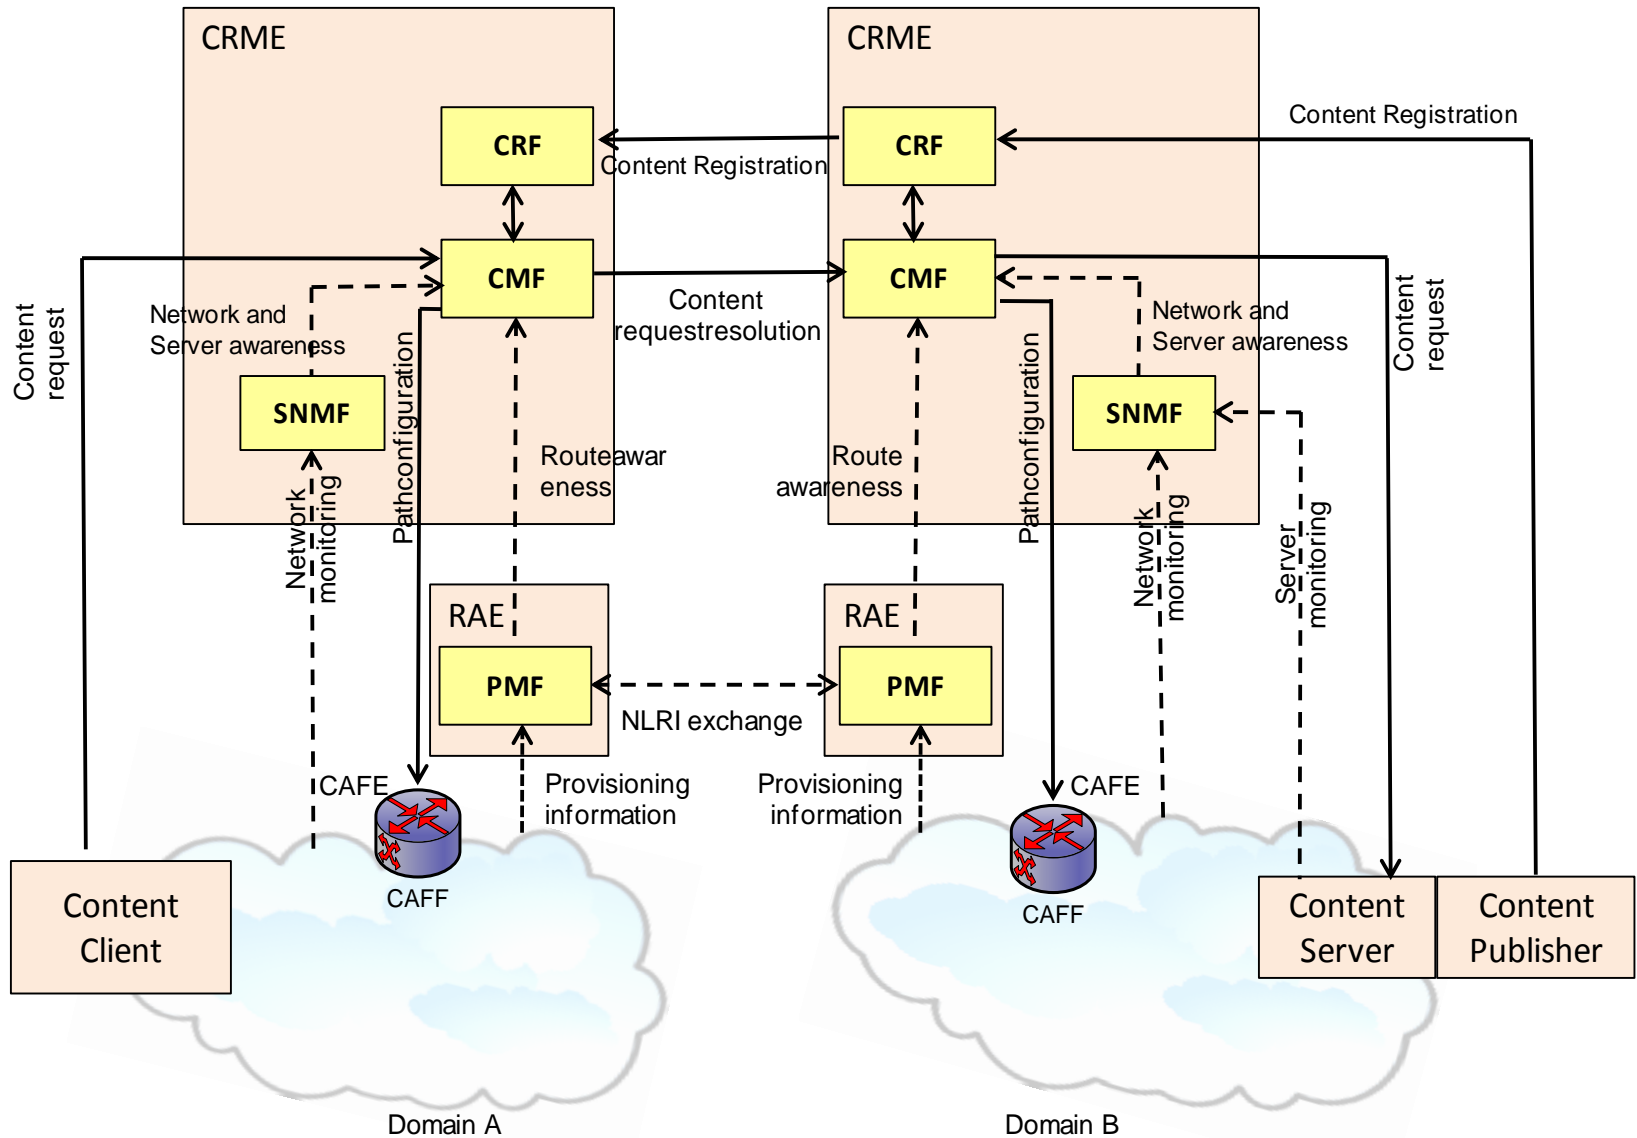 CRME
CRME
Content Registration
CRF
CRF
Content Registration
CMF
CMF
Content
request
Network and
Server awareness
Content
requestresolution
Network and
Server awareness
Content
request
Pathconfiguration
Pathconfiguration
SNMF
SNMF
Routeawar
eness
Route
awareness
Network
monitoring
Network
monitoring
Server
monitoring
RAE
RAE
PMF
PMF
NLRI exchange
CAFE
Provisioning
information
Provisioning
information
CAFE
CAFF
CAFF
Content
Client
Content
Server
Content
Publisher
Domain A
Domain B